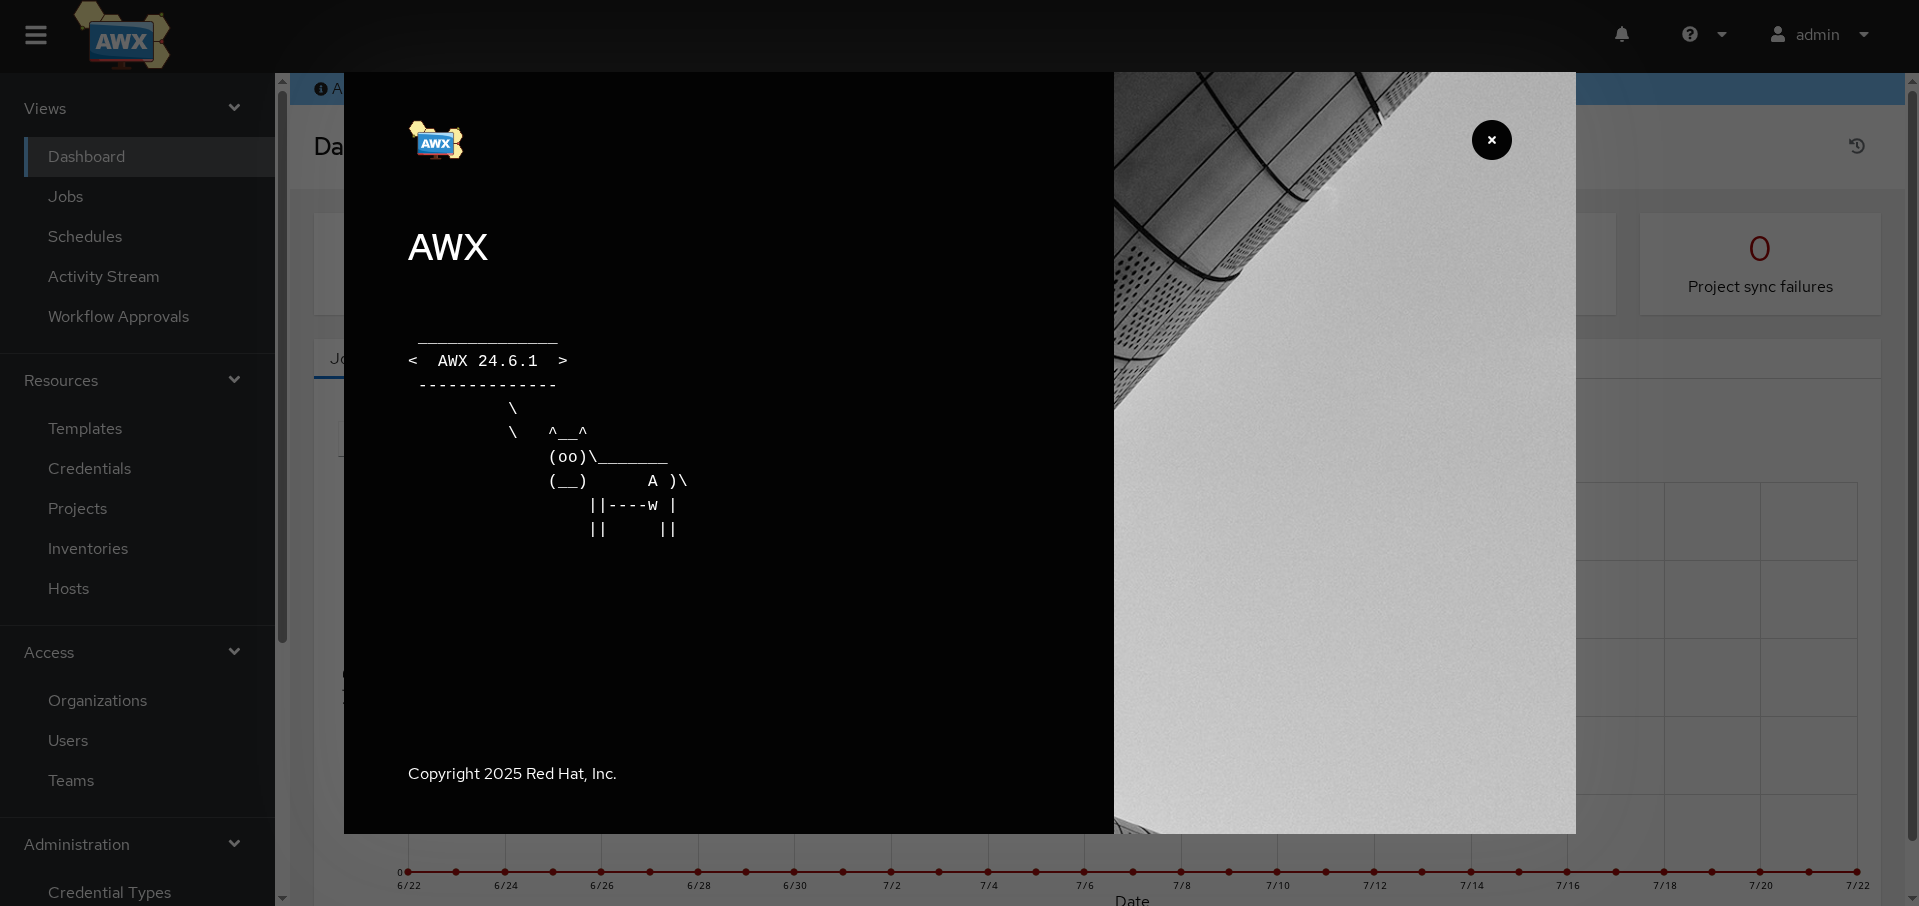 AWX
admin
Views
Dashboard
Jobs
Schedules
Activity Stream
Workflow Approvals
Resources
Templates
Credentials
Projects
Inventories
Hosts
Access
Organizations
Users
Teams
Administration
Credential Types
AWX
AWX
 ______________
<  AWX 24.6.1  >
 --------------
          \
          \   ^__^
              (oo)\_______
              (__)      A )\
                  ||----w |
                  ||     ||
Copyright 2025 Red Hat, Inc.
0
Project sync failures
0
6/22 6/24 6/26 6/28 6/30 7/2 7/4 7/6 7/8 7/10 7/12 7/14 7/16 7/18 7/20 7/22
Date